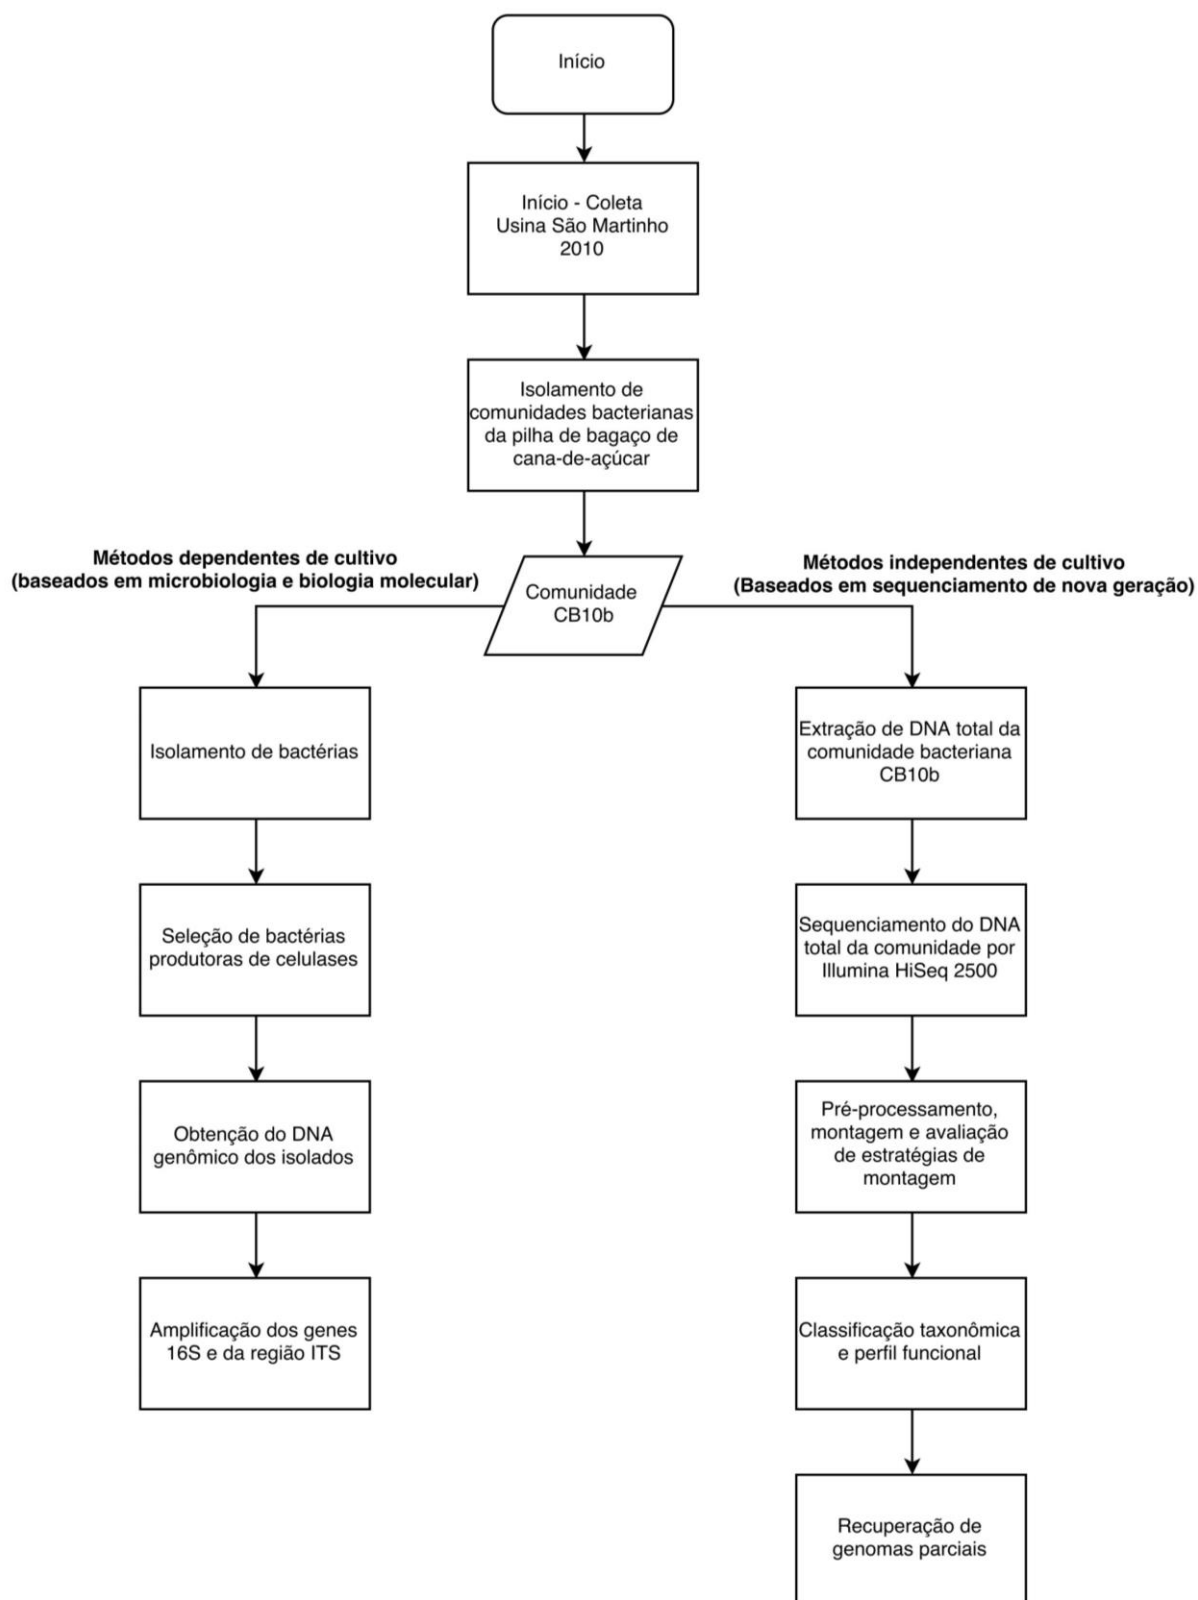 Início
Início - Coleta
Usina São Martinho
2010
Isolamento de
comunidades bacterianas
da pilha de bagaço de
cana-de-açúcar
Métodos dependentes de cultivo
(baseados em microbiologia e biologia molecular)
Métodos independentes de cultivo
(Baseados em sequenciamento de nova geração)
Comunidade
CB10b
Isolamento de bactérias
Seleção de bactérias
produtoras de celulases
Obtenção do DNA
genômico dos isolados
Amplificação dos genes
16S e da região ITS
Extração de DNA total da
comunidade bacteriana
CB10b
Sequenciamento do DNA
total da comunidade por
Illumina HiSeq 2500
Pré-processamento,
montagem e avaliação
de estratégias de
montagem
Classificação taxonômica
e perfil funcional
Recuperação de
genomas parciais